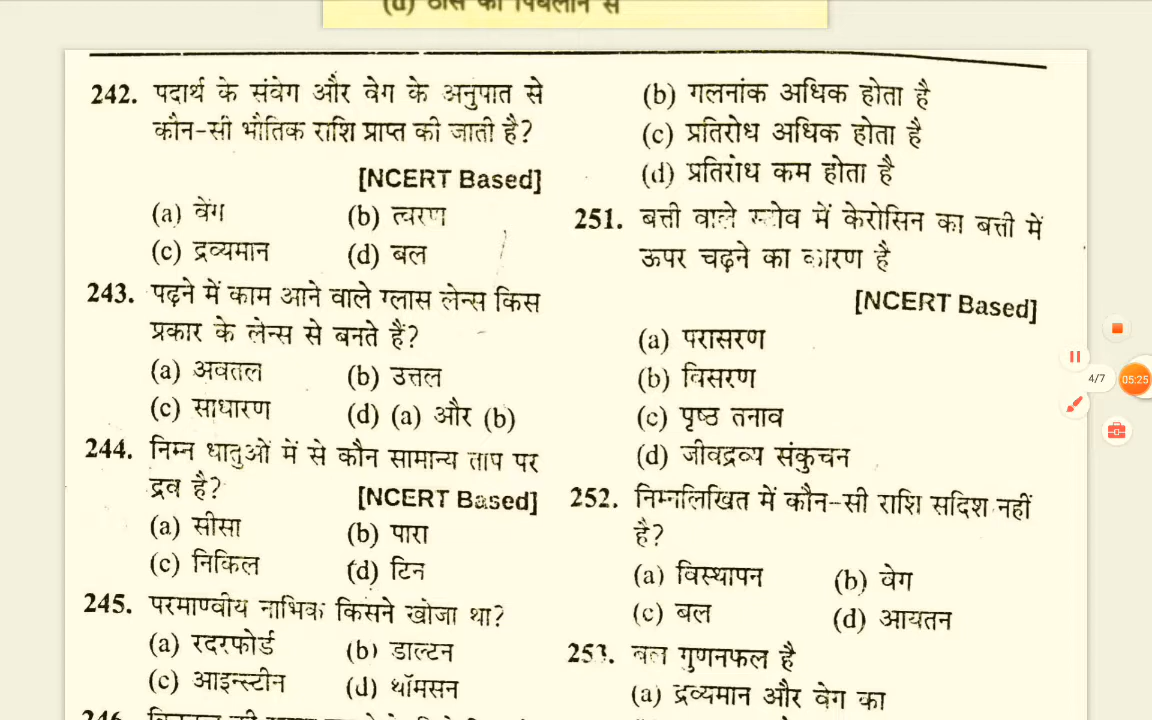 (d) ठोस को पिघलाने से
242. पदार्थ के संवेग और वेग के अनुपात से
कौन-सी भौतिक राशि प्राप्त की जाती है?
[NCERT Based]
(a) वेग (b) त्वरण
(c) द्रव्यमान (d) बल
243. पढ़ने में काम आने वाले ग्लास लेन्स किस
प्रकार के लेन्स से बनते हैं?
(a) अवतल (b) उत्तल
(c) साधारण (d) (a) और (b)
244. निम्न धातुओं में से कौन सामान्य ताप पर
द्रव है? [NCERT Based]
(a) सीसा (b) पारा
(c) निकिल (d) टिन
245. परमाण्वीय नाभिक किसने खोजा था?
(a) रदरफोर्ड (b) डाल्टन
(c) आइन्स्टीन (d) थॉमसन
246.
(b) गलनांक अधिक होता है
(c) प्रतिरोध अधिक होता है
(d) प्रतिरोध कम होता है
251. बत्ती वाले स्टोव में केरोसिन का बत्ती में
ऊपर चढ़ने का कारण है
[NCERT Based]
(a) परासरण
(b) विसरण
(c) पृष्ठ तनाव
(d) जीवद्रव्य संकुचन
252. निम्नलिखित में कौन-सी राशि सदिश नहीं
है?
(a) विस्थापन (b) वेग
(c) बल (d) आयतन
253. बल गुणनफल है
(a) द्रव्यमान और वेग का
4/7
05:25